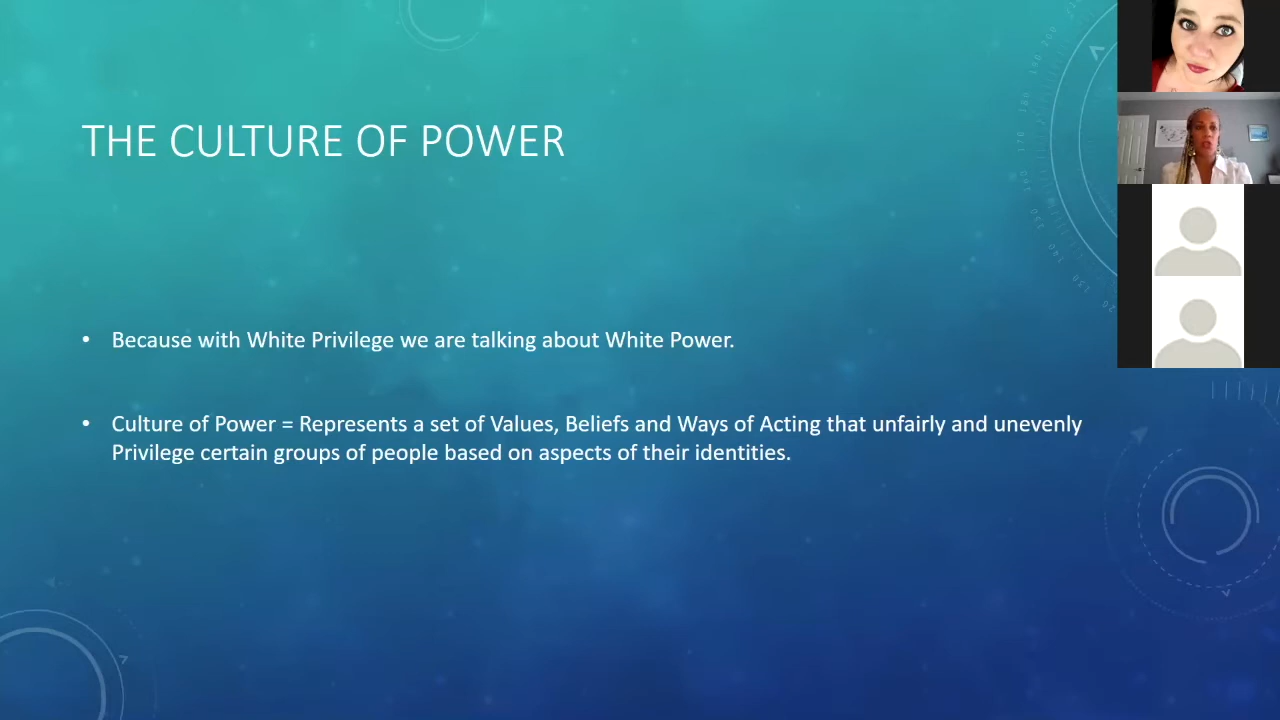 THE CULTURE OF POWER
• Because with White Privilege we are talking about White Power.
• Culture of Power = Represents a set of Values, Beliefs and Ways of Acting that unfairly and unevenly
Privilege certain groups of people based on aspects of their identities.